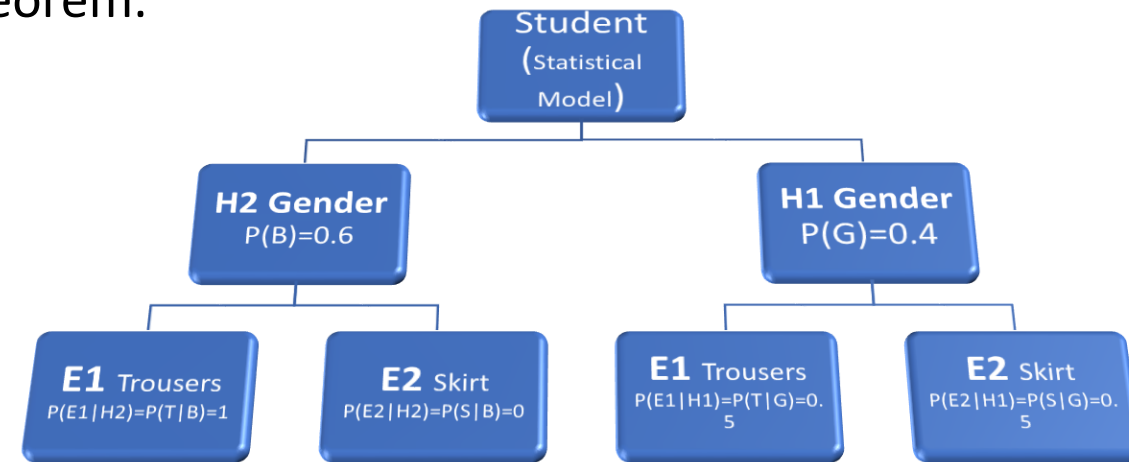 Student
(Statistical
Model)
H2 Gender
P(B)=0.6
H1 Gender
P(G)=0.4
E1 Trousers
P(E1|H2)=P(T|B)=1
E2 Skirt
P(E2|H2)=P(S|B)=0
E1 Trousers
P(E1|H1)=P(T|G)=0.
5
E2 Skirt
P(E2|H1)=P(S|G)=0.
5